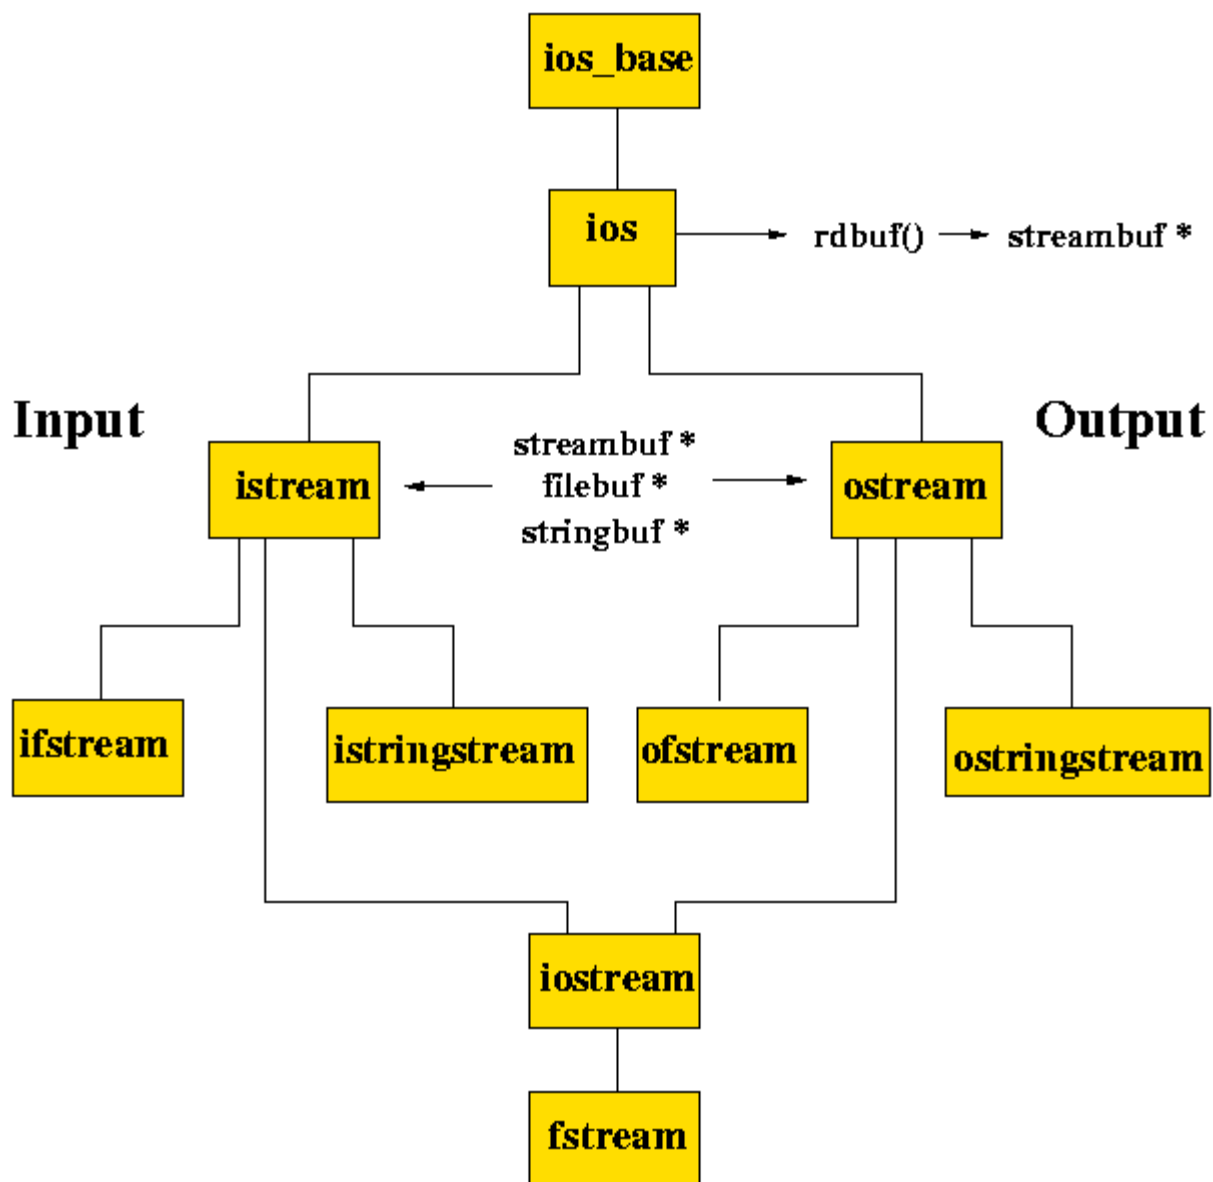 ios_base
ios
rdbuf()
streambuf *
Input
Output
istream
streambuf *
filebuf *
stringbuf *
ostream
ifstream
istringstream
ofstream
ostringstream
iostream
fstream